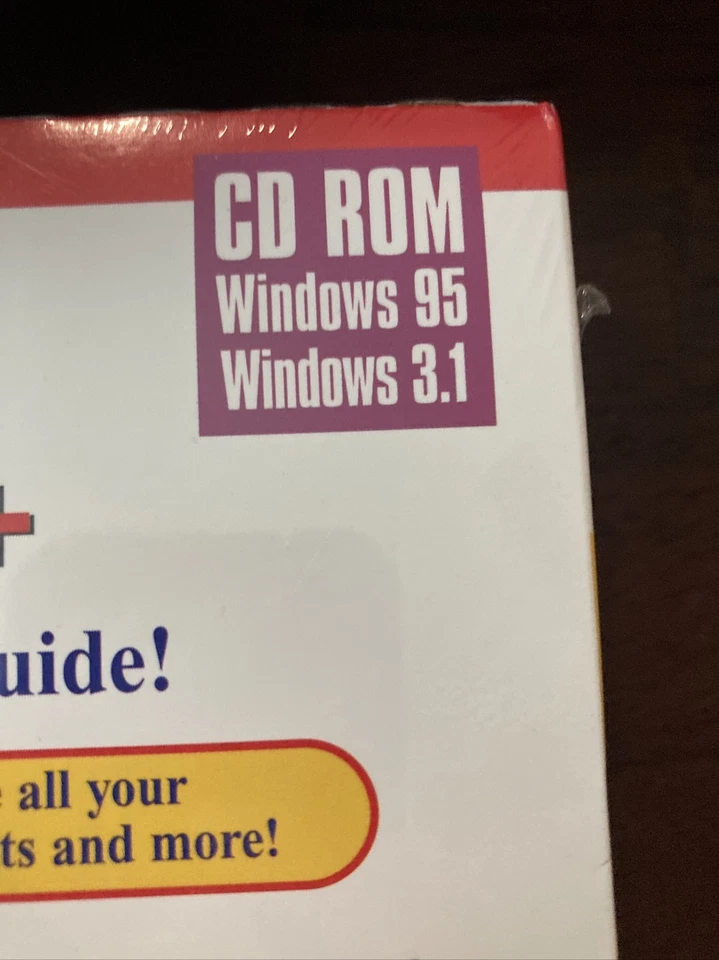 CD ROM
Windows 95
Windows 3.1
+
uide!
all your
ts and more!